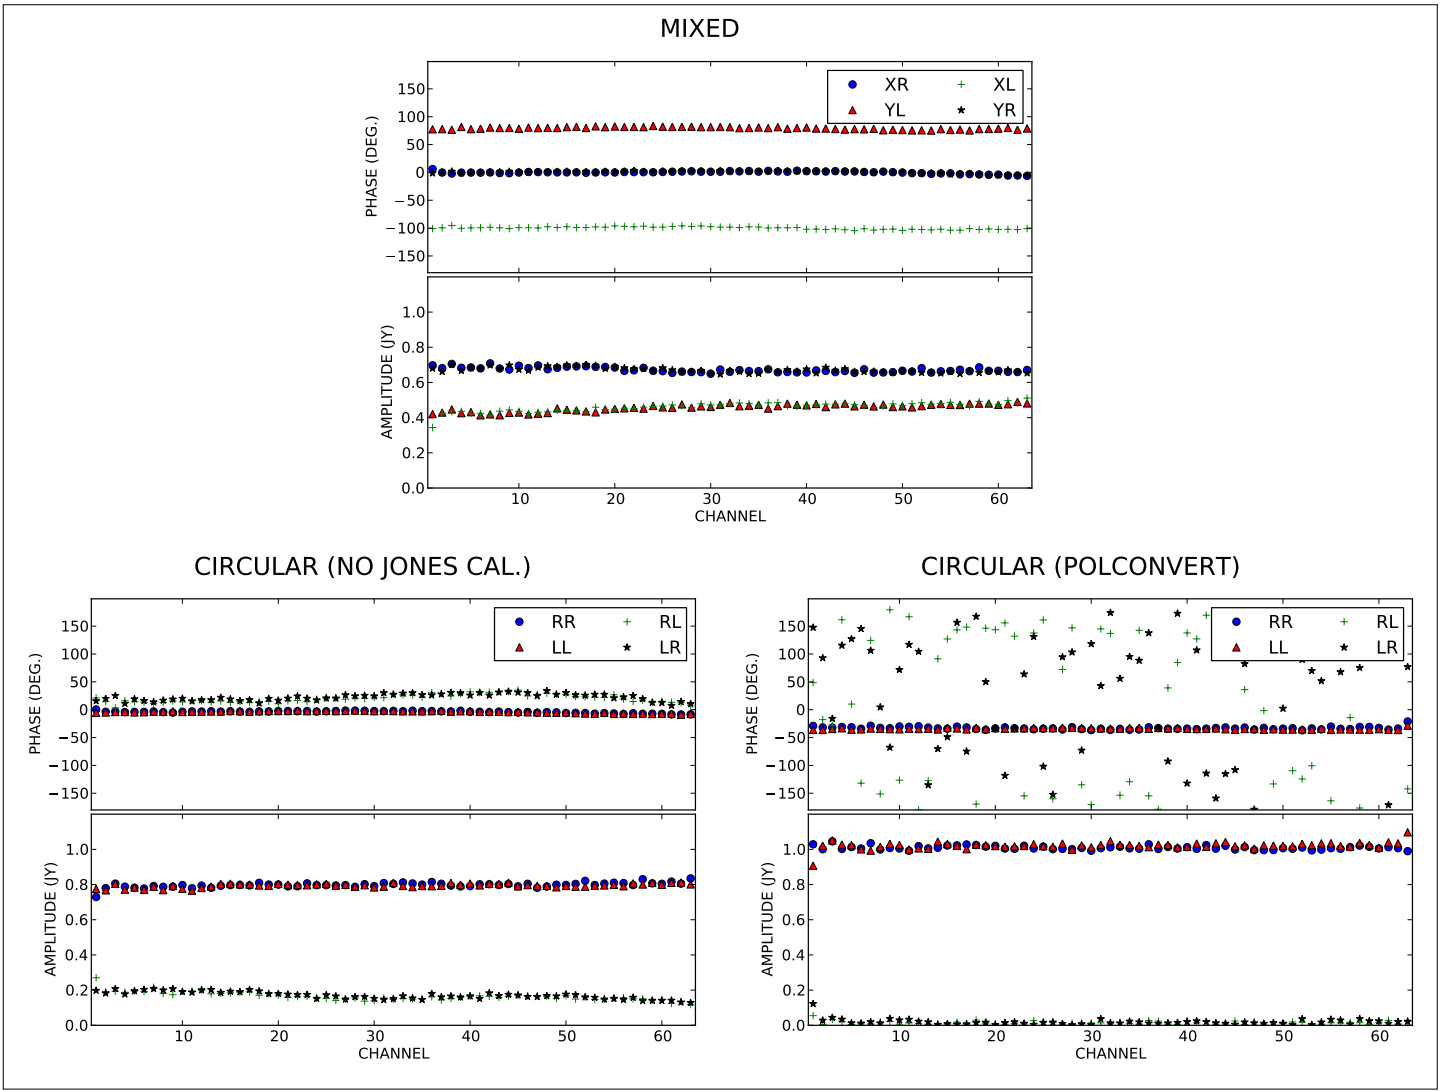 MIXED
XR XL
YL YR
PHASE (DEG.)
150
100
50
0
−50
−100
−150
AMPLITUDE (JY)
1.0
0.8
0.6
0.4
0.2
0.0
10 20 30 40 50 60
CHANNEL
CIRCULAR (NO JONES CAL.)
RR RL
LL LR
PHASE (DEG.)
150
100
50
0
−50
−100
−150
AMPLITUDE (JY)
1.0
0.8
0.6
0.4
0.2
0.0
10 20 30 40 50 60
CHANNEL
CIRCULAR (POLCONVERT)
RR RL
LL LR
PHASE (DEG.)
150
100
50
0
−50
−100
−150
AMPLITUDE (JY)
1.0
0.8
0.6
0.4
0.2
0.0
10 20 30 40 50 60
CHANNEL